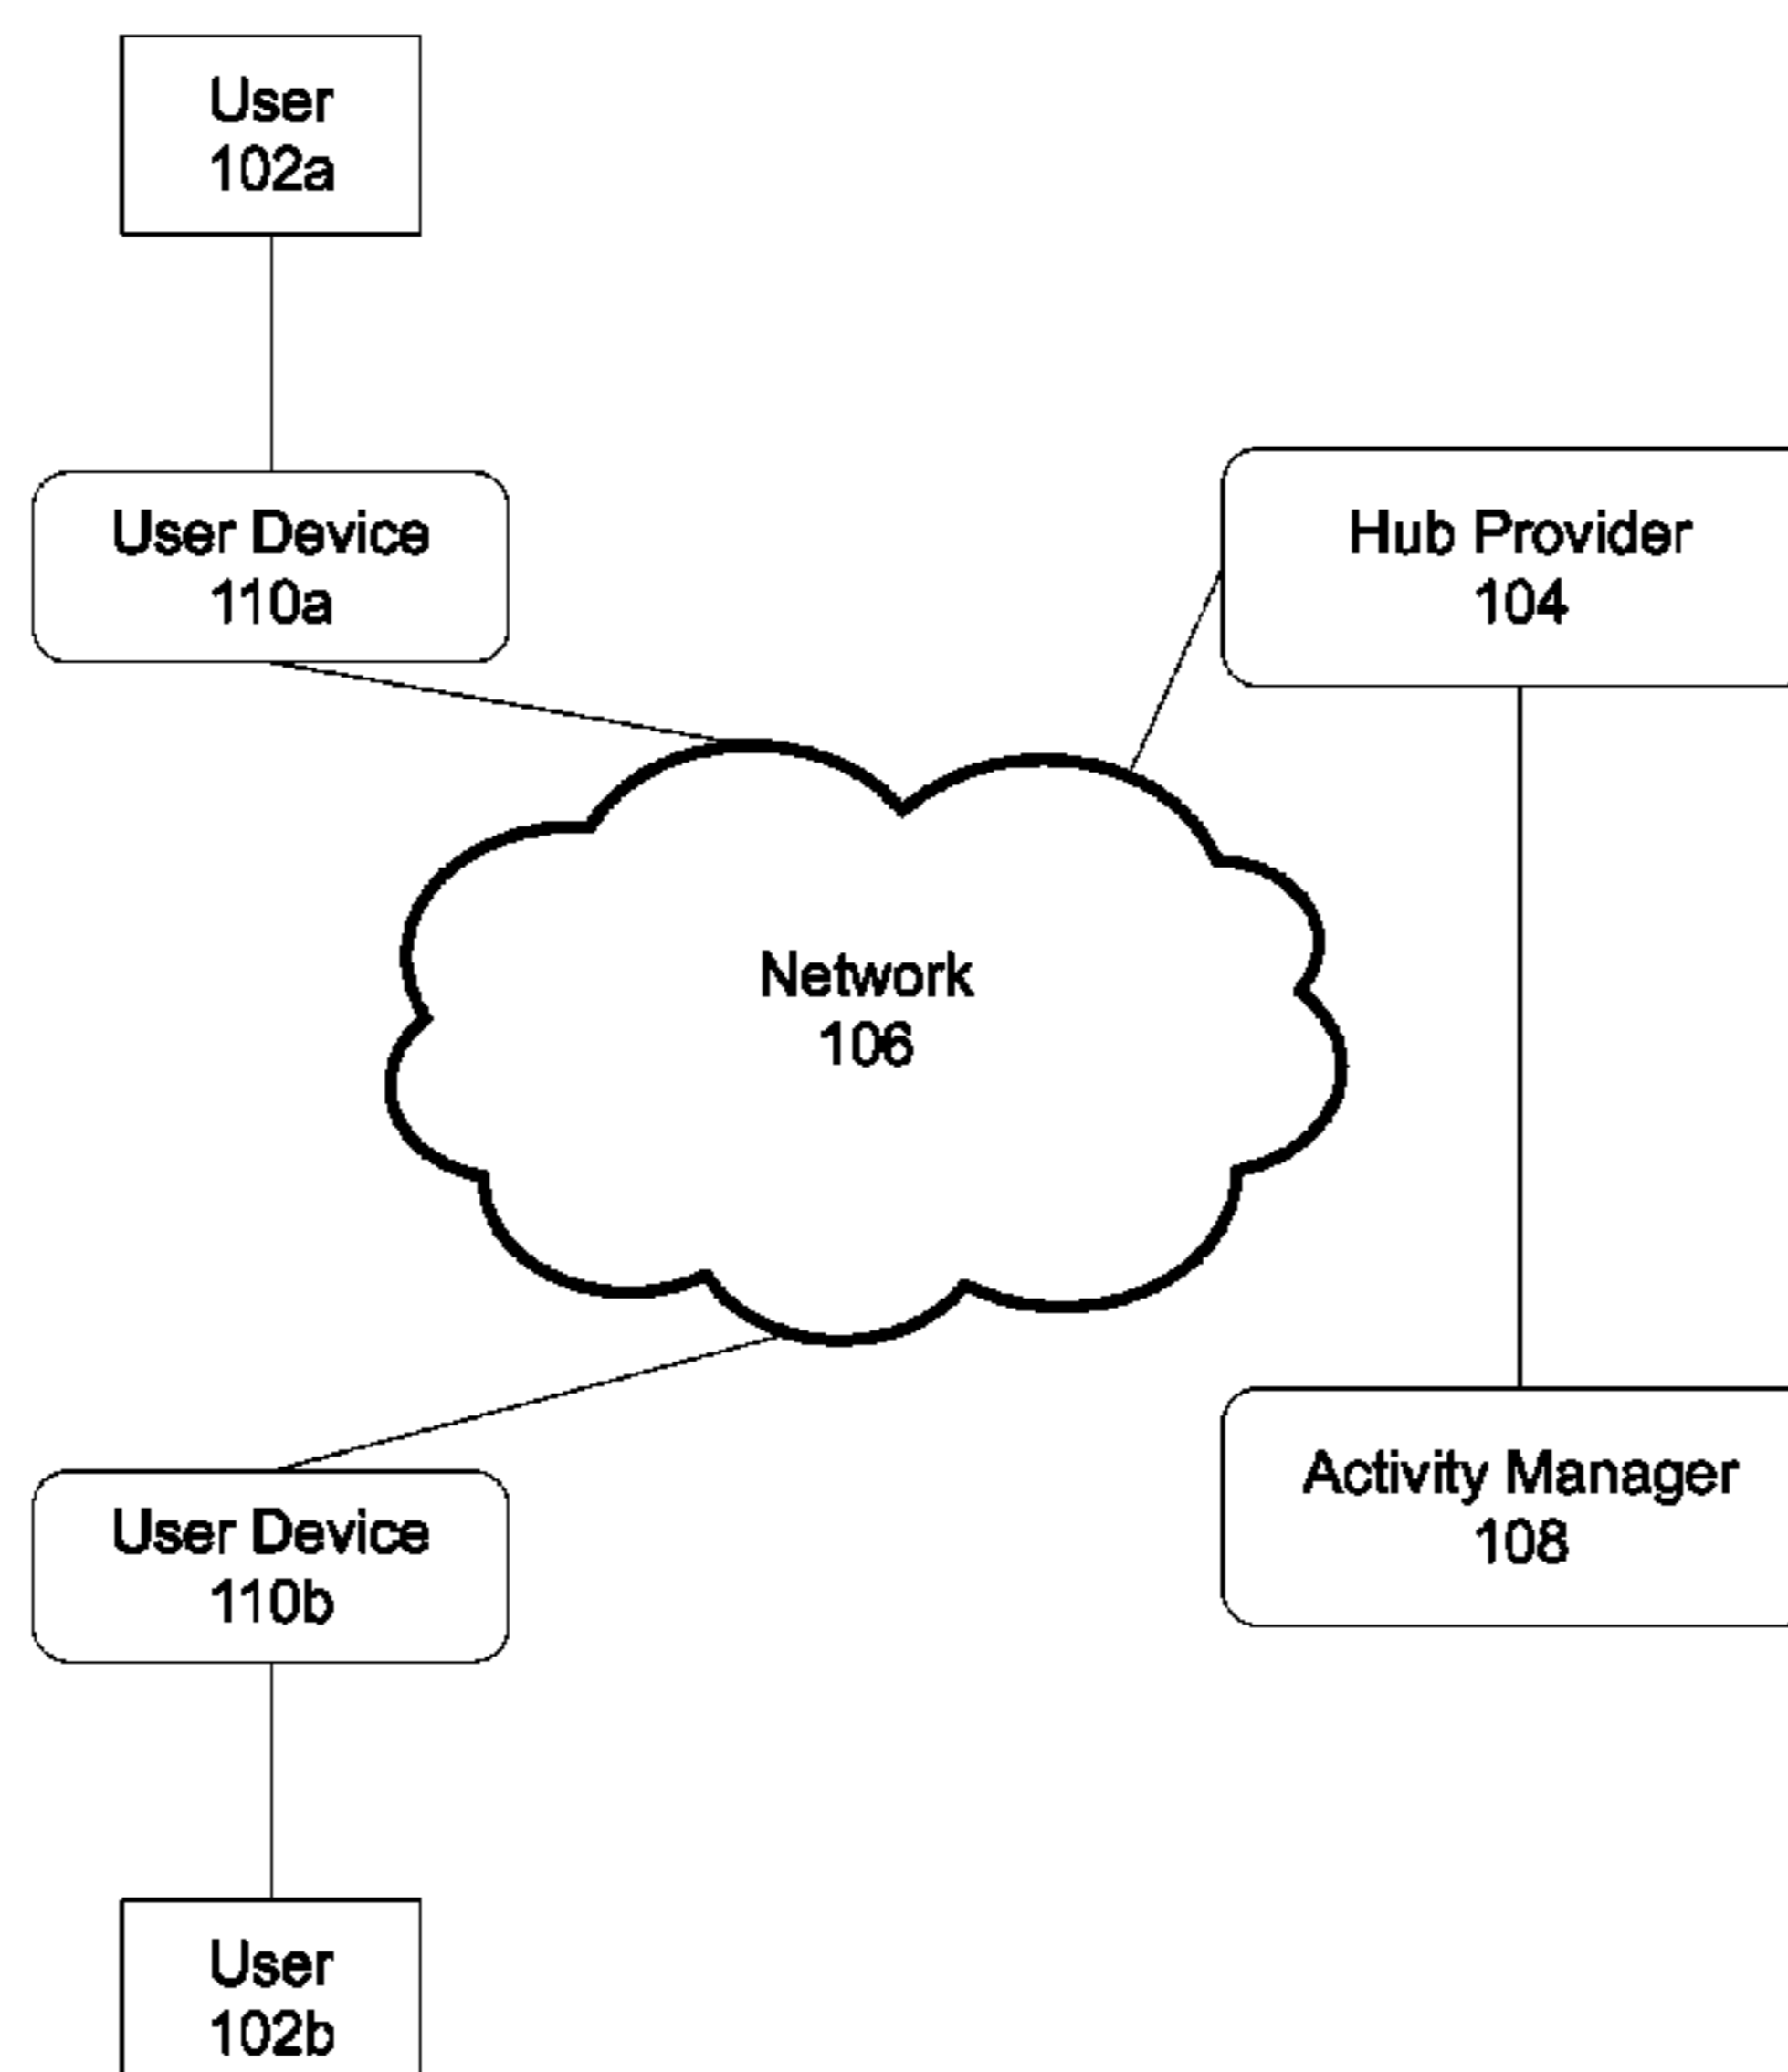 User
102a
User Device
110a
Hub Provider
104
Network
106
Activity Manager
108
User Device
110b
User
102b